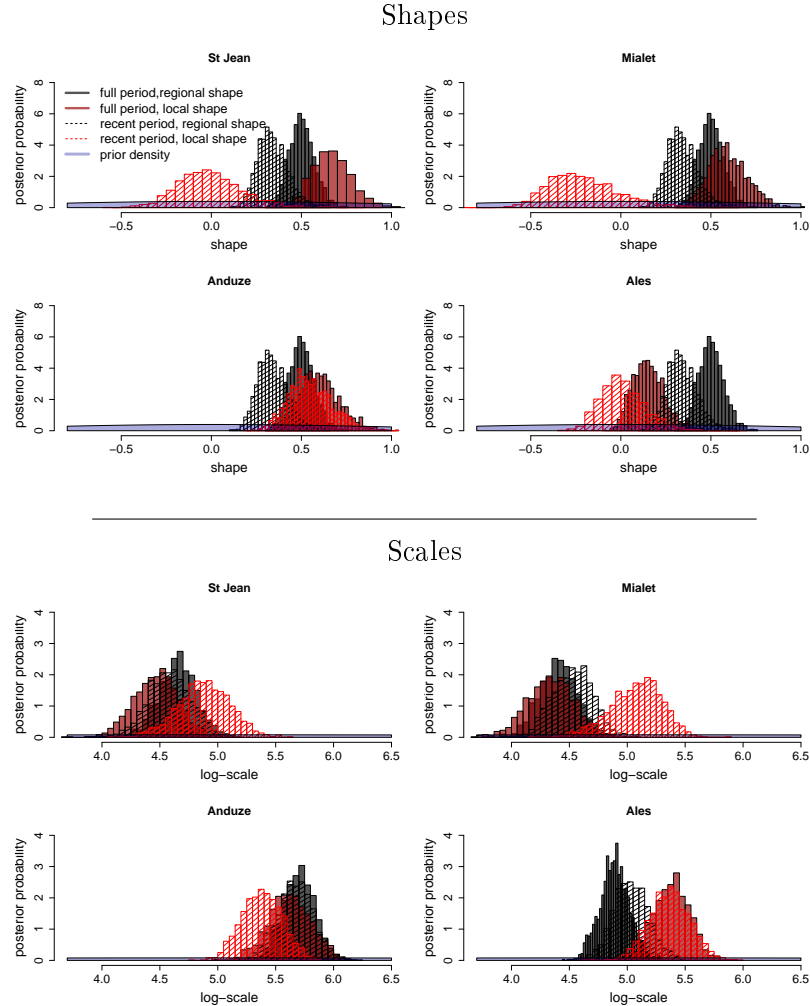 Shapes
St Jean
posterior probability
0 2 4 6 8
full period,regional shape
full period, local shape
recent period, regional shape
recent period, local shape
prior density
−0.5 0.0 0.5 1.0
shape
Mialet
posterior probability
0 2 4 6 8
−0.5 0.0 0.5 1.0
shape
Anduze
posterior probability
0 2 4 6 8
−0.5 0.0 0.5 1.0
shape
Ales
posterior probability
0 2 4 6 8
−0.5 0.0 0.5 1.0
shape
Scales
St Jean
posterior probability
0 1 2 3 4
4.0 4.5 5.0 5.5 6.0 6.5
log−scale
Mialet
posterior probability
0 1 2 3 4
4.0 4.5 5.0 5.5 6.0 6.5
log−scale
Anduze
posterior probability
0 1 2 3 4
4.0 4.5 5.0 5.5 6.0 6.5
log−scale
Ales
posterior probability
0 1 2 3 4
4.0 4.5 5.0 5.5 6.0 6.5
log−scale